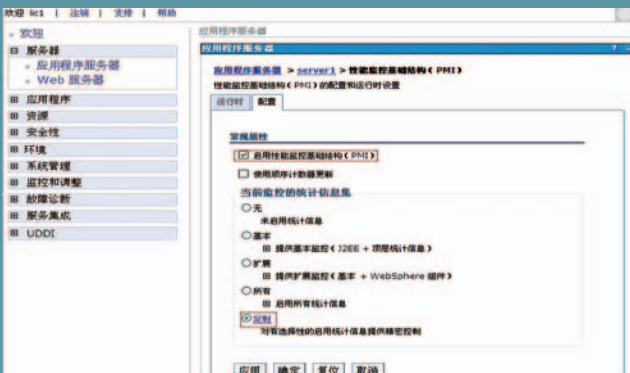 欢迎 lic1 | 注销 | 支持 | 帮助
欢迎
服务器
应用程序服务器
Web 服务器
应用程序
资源
安全性
环境
系统管理
监控和调整
故障诊断
服务集成
UDDI
应用程序服务器
应用程序服务器 ? -
应用程序服务器 > server1 > 性能监控基础结构( PMI)
性能监控基础结构( PMI)的配置和运行时设置
运行时 配置
常规属性
启用性能监控基础结构( PMI)
使用顺序计数器更新
当前监控的统计信息集
无
未启用统计信息
基本
提供基本监控( J2EE + 顶层统计信息)
扩展
提供扩展监控( 基本 + WebSphere 组件)
所有
启用所有统计信息
定制
对有选择性的启用统计信息提供精密控制
应用 确定 复位 取消